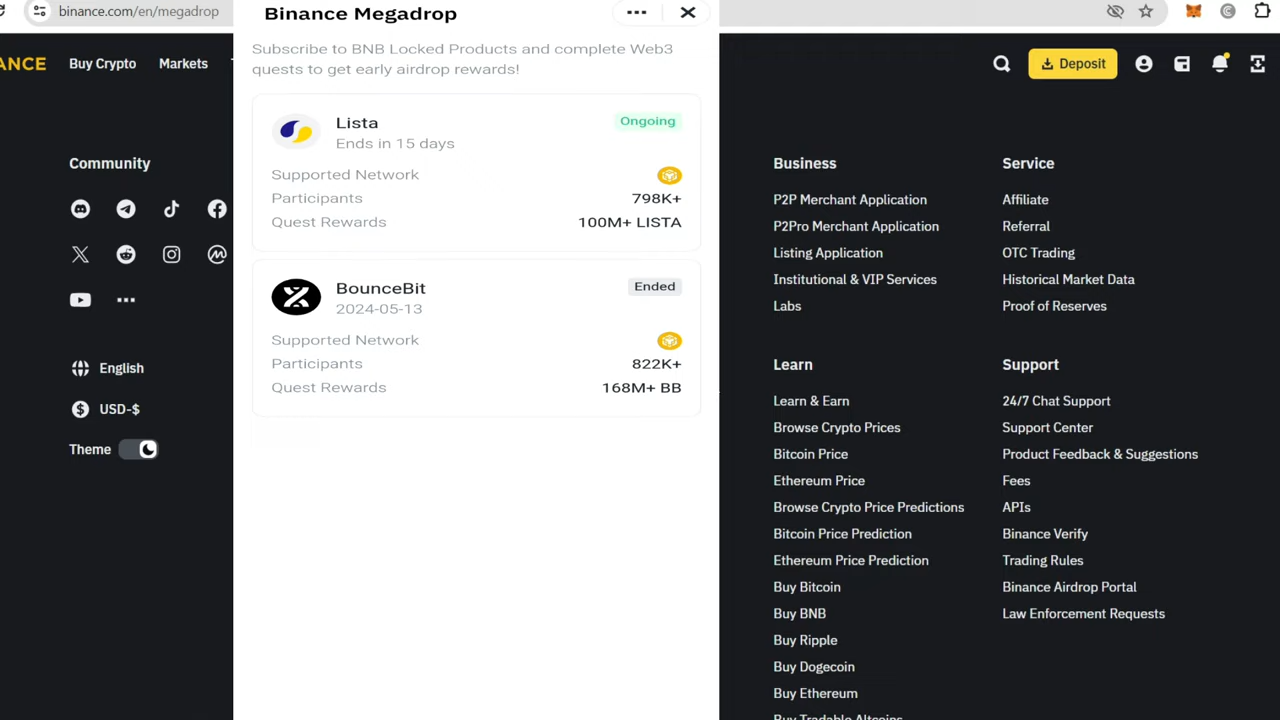 binance.com/en/megadrop
ANCE
Buy Crypto
Markets
Deposit
Binance Megadrop
Subscribe to BNB Locked Products and complete Web3
quests to get early airdrop rewards!
Lista
Ongoing
Ends in 15 days
Supported Network
Participants
798K+
Quest Rewards
100M+ LISTA
BounceBit
Ended
2024-05-13
Supported Network
Participants
822K+
Quest Rewards
168M+ BB
Community
English
USD-$
Theme
Business
P2P Merchant Application
P2Pro Merchant Application
Listing Application
Institutional & VIP Services
Labs
Service
Affiliate
Referral
OTC Trading
Historical Market Data
Proof of Reserves
Learn
Learn & Earn
Browse Crypto Prices
Bitcoin Price
Ethereum Price
Browse Crypto Price Predictions
Bitcoin Price Prediction
Ethereum Price Prediction
Buy Bitcoin
Buy BNB
Buy Ripple
Buy Dogecoin
Buy Ethereum
Buy Tradable Altcoins
Support
24/7 Chat Support
Support Center
Product Feedback & Suggestions
Fees
APIs
Binance Verify
Trading Rules
Binance Airdrop Portal
Law Enforcement Requests